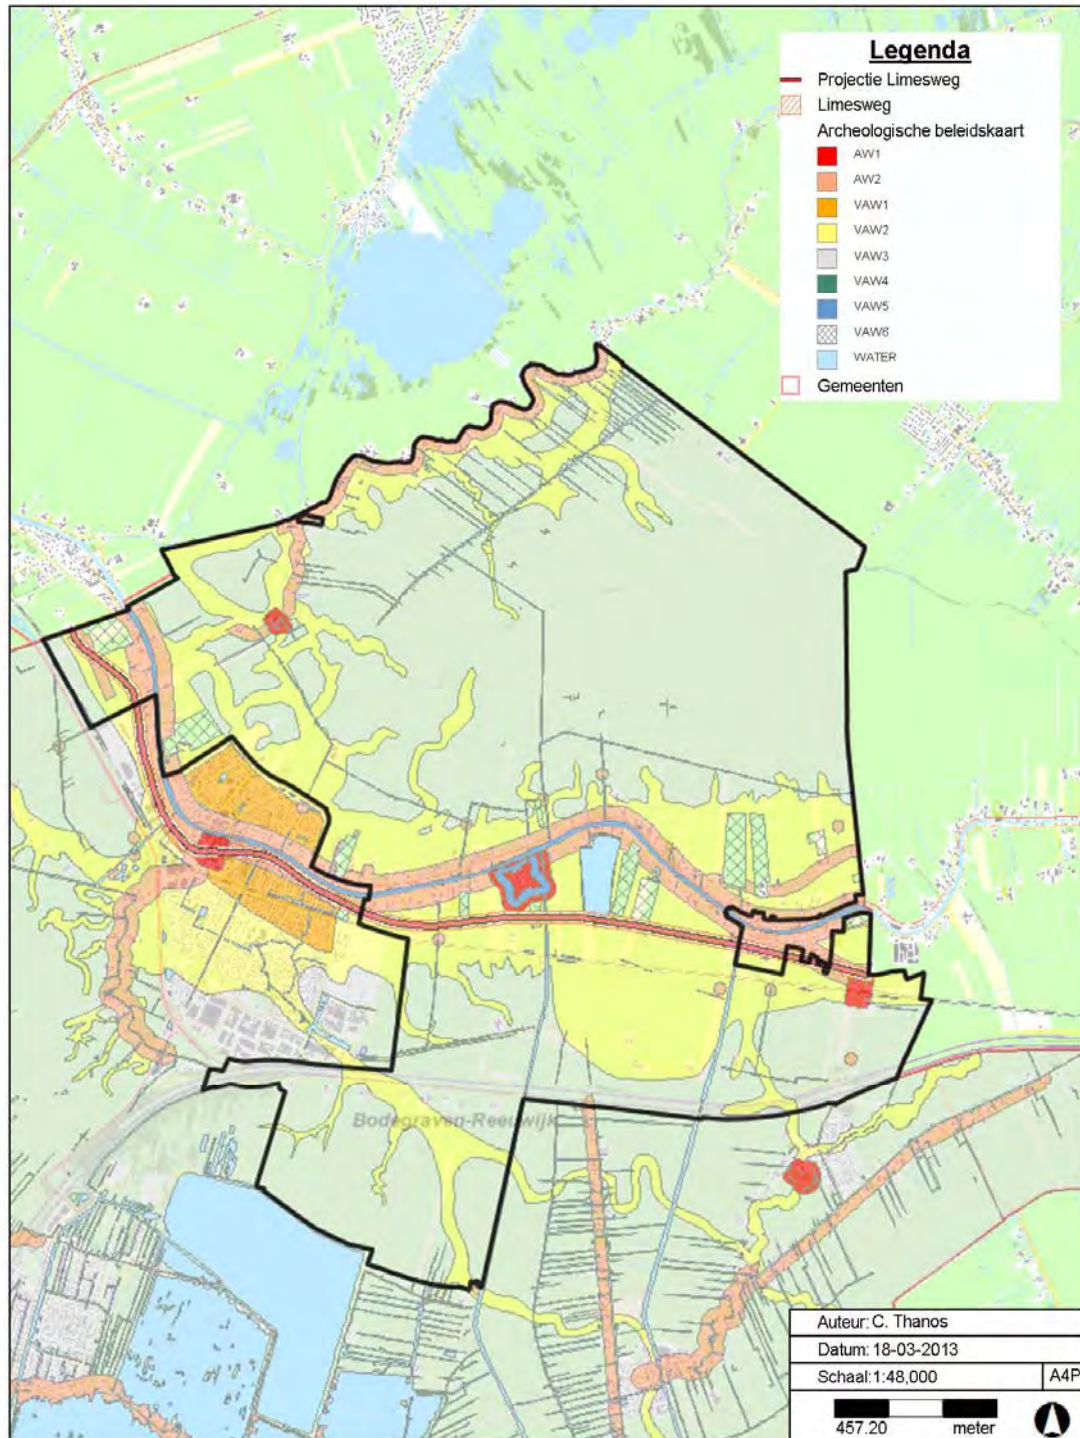 Legenda
Projectie Limesweg
Limesweg
Archeologische beleidskaart
AW1
AW2
VAW1
VAW2
VAW3
VAW4
VAW5
VAW6
WATER
Gemeenten
Bodegraven-Reeuwijk
Auteur: C. Thanos
Datum: 18-03-2013
Schaal:1:48,000 A4P
457.20 meter